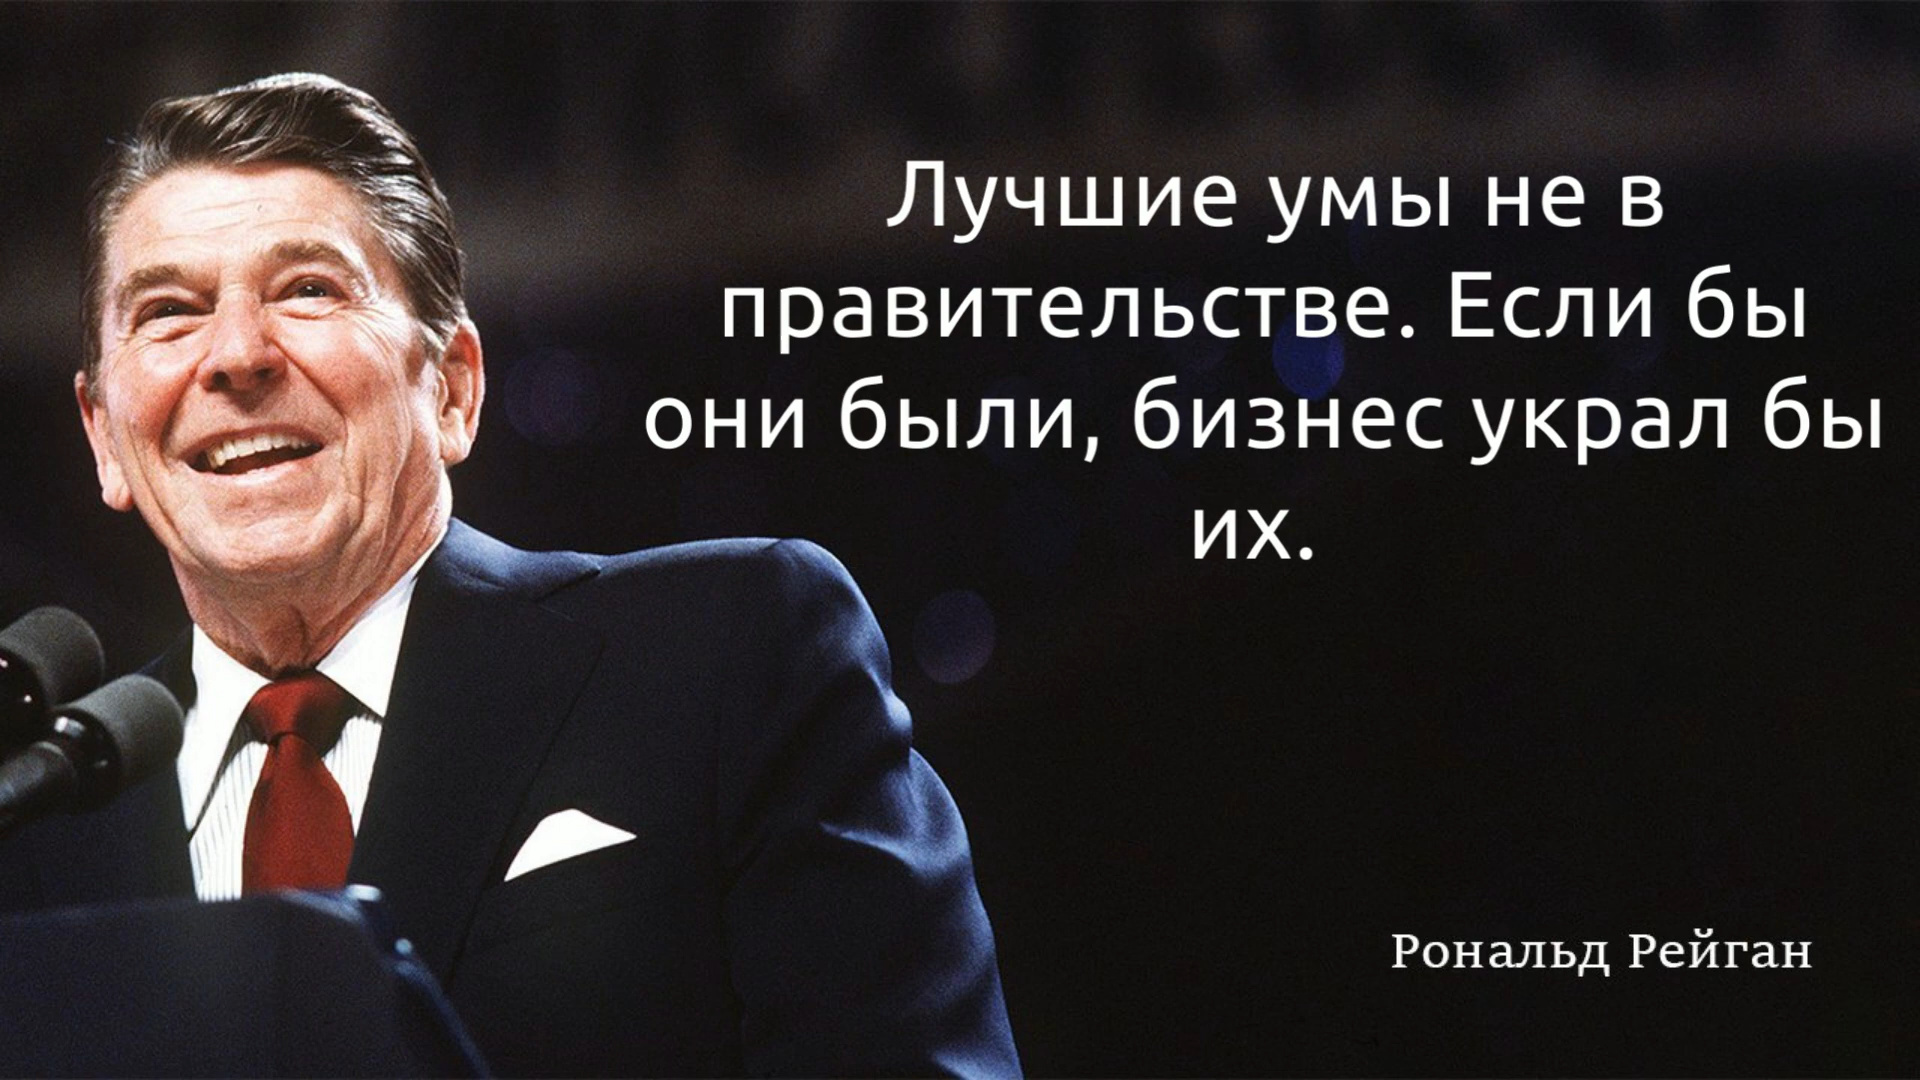 Лучшие умы не в
правительстве. Если бы
они были, бизнес украл бы
их.
Рональд Рейган